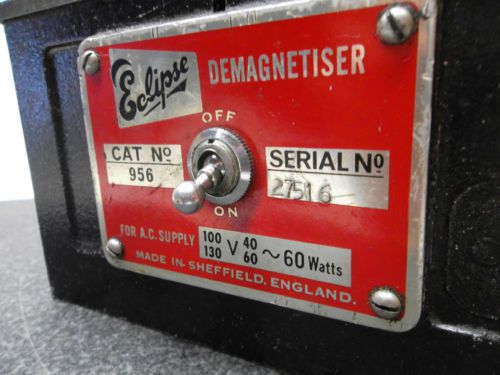 Eclipse DEMAGNETISER
OFF
CAT Nº
956
SERIAL Nº
27516
ON
FOR A.C. SUPPLY 100/130 V 40/60 ~ 60 Watts
MADE IN SHEFFIELD, ENGLAND.